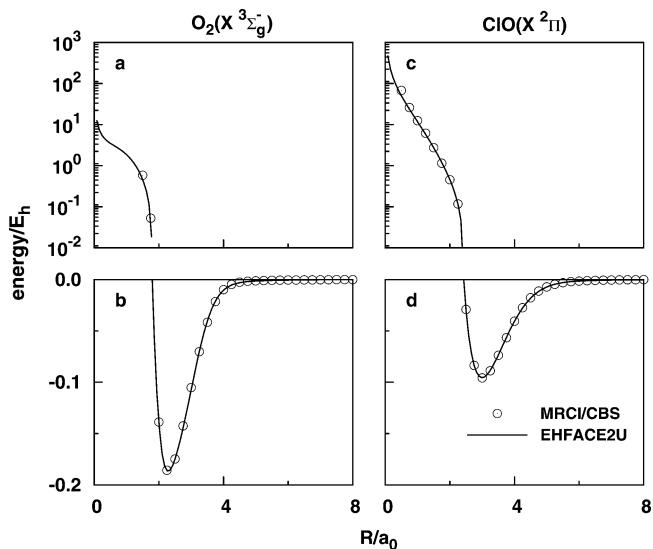 O₂(X ³Σg⁻)
ClO(X ²Π)
energy/Eₕ
10³
10²
10¹
10⁰
10⁻¹
10⁻²
a
c
0.0
-0.1
-0.2
b
d
MRCI/CBS
EHFACE2U
0
4
8
0
4
8
R/a₀